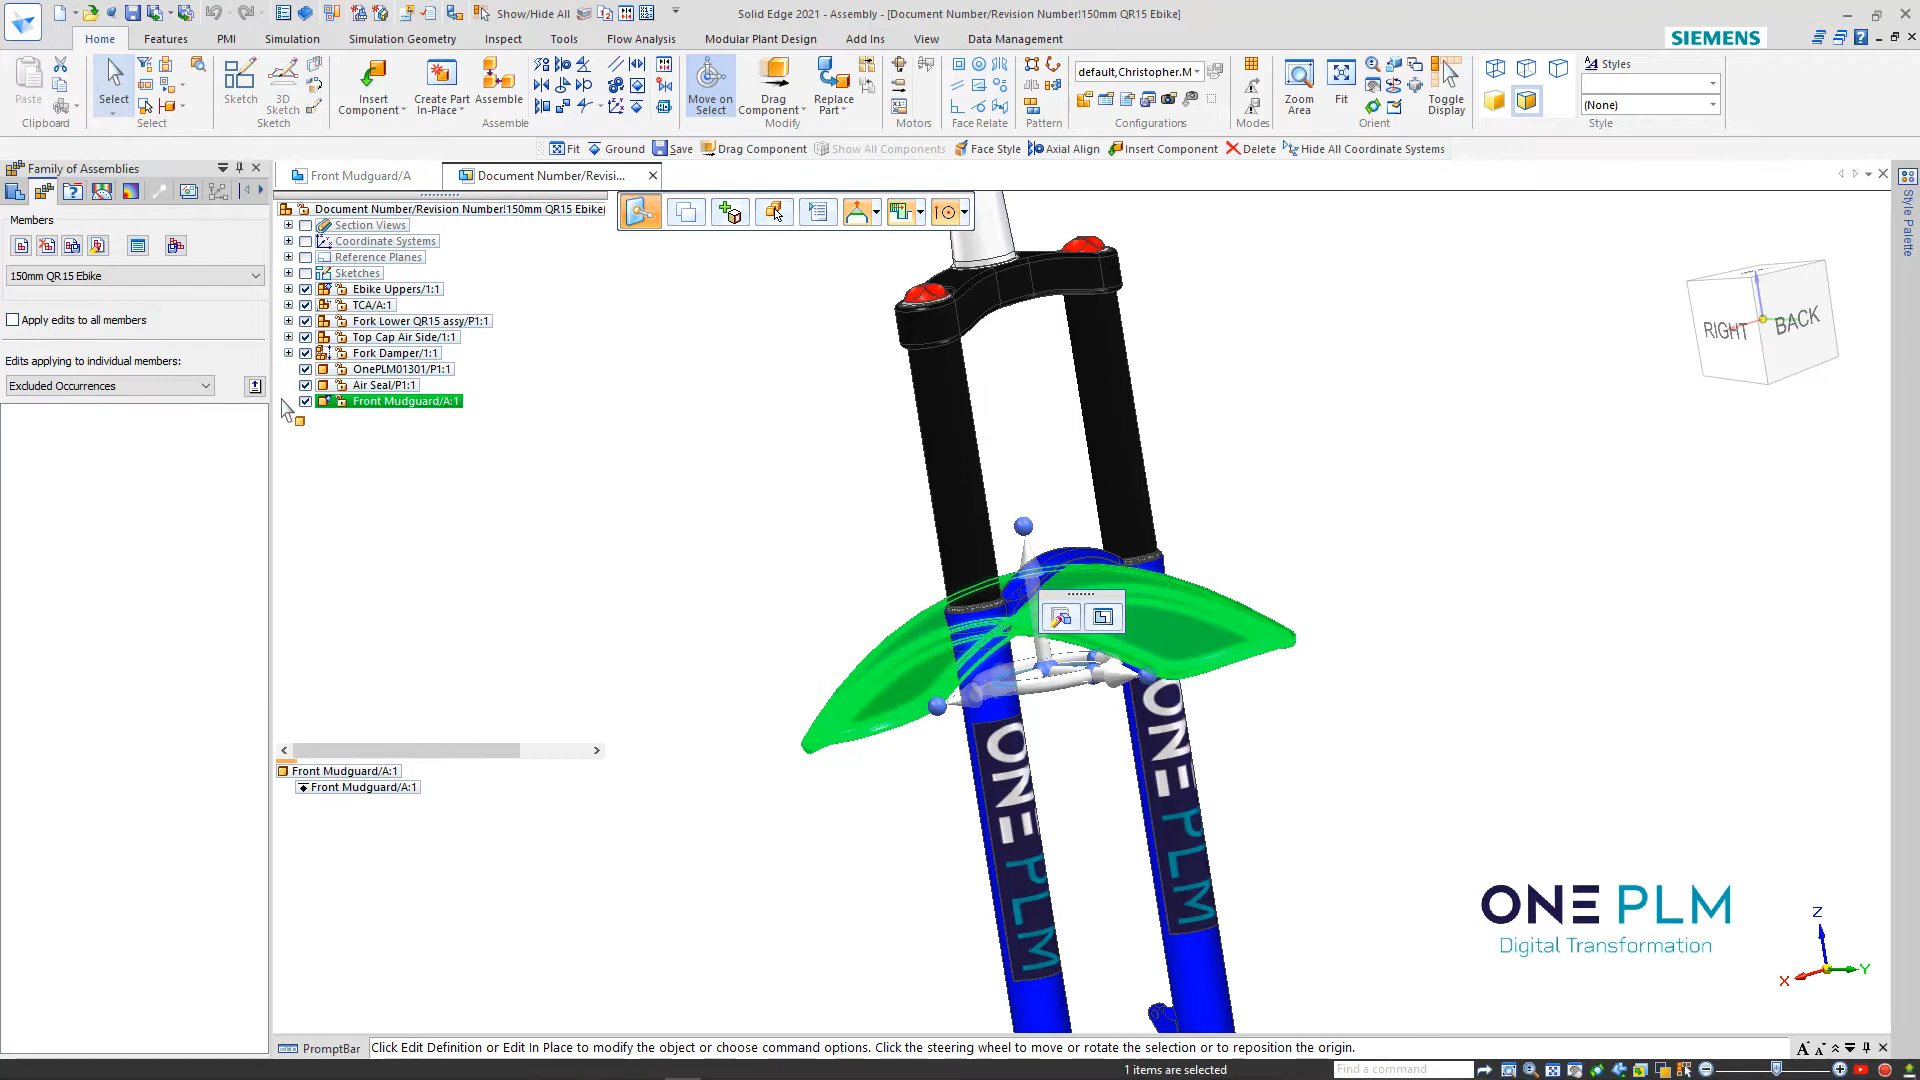 Show/Hide All
Solid Edge 2021 - Assembly - [Document Number/Revision Number!150mm QR15 Ebike]
Home
Features
PMI
Simulation
Simulation Geometry
Inspect
Tools
Flow Analysis
Modular Plant Design
Add Ins
View
Data Management
SIEMENS
Paste
Clipboard
Select
Select
Sketch
3D Sketch
Sketch
Insert Component
Create Part In-Place
Assemble
Assemble
Move on Select
Drag Component
Replace Part
Modify
Motors
Face Relate
Pattern
default,Christopher.M
Configurations
Modes
Zoom Area
Fit
Orient
Toggle Display
Styles
(None)
Style
Fit
Ground
Save
Drag Component
Show All Components
Face Style
Axial Align
Insert Component
Delete
Hide All Coordinate Systems
Family of Assemblies
Members
150mm QR15 Ebike
Apply edits to all members
Edits applying to individual members:
Excluded Occurrences
Front Mudguard/A
Document Number/Revisi...
Document Number/Revision Number!150mm QR15 Ebike
Section Views
Coordinate Systems
Reference Planes
Sketches
Ebike Uppers/1:1
TCA/A:1
Fork Lower QR15 assy/P1:1
Top Cap Air Side/1:1
Fork Damper/1:1
OnePLM01301/P1:1
Air Seal/P1:1
Front Mudguard/A:1
Front Mudguard/A:1
Front Mudguard/A:1
Style Palette
RIGHT
BACK
ONE PLM
ONE PLM
ONE PLM
Digital Transformation
Z
X
Y
PromptBar
Click Edit Definition or Edit In Place to modify the object or choose command options. Click the steering wheel to move or rotate the selection or to reposition the origin.
1 items are selected
Find a command